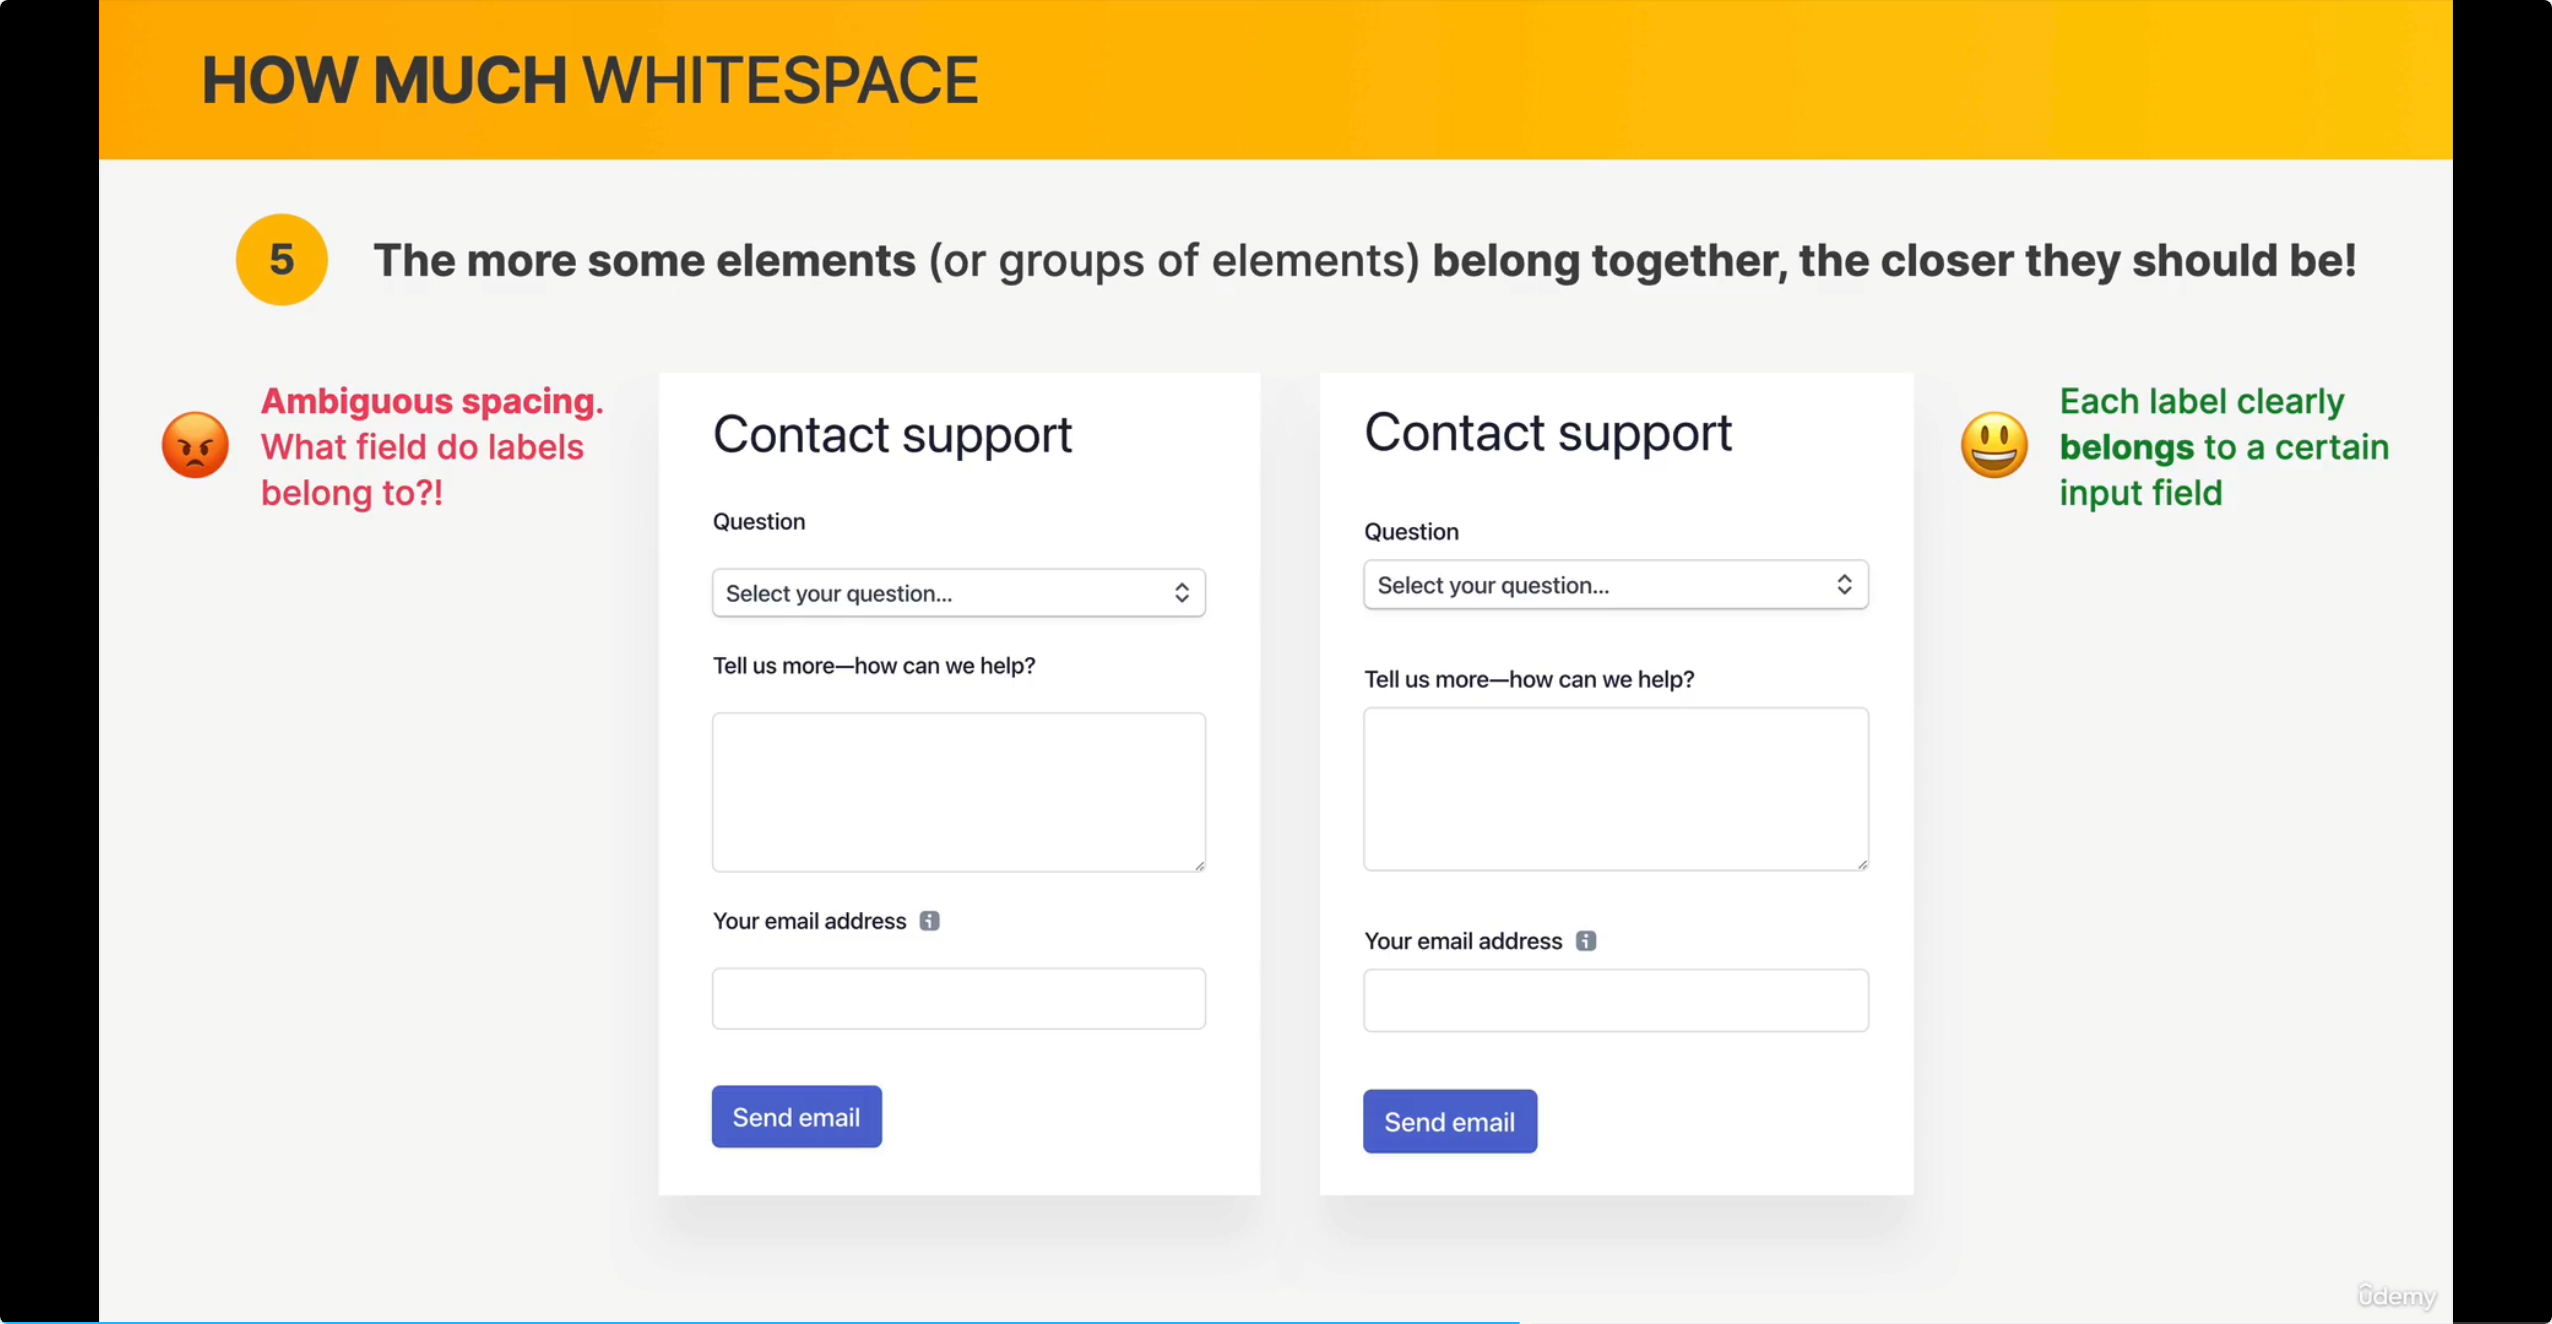 HOW MUCH WHITESPACE
5
The more some elements (or groups of elements) belong together, the closer they should be!
Ambiguous spacing.
What field do labels
belong to?!
Contact support
Question
Select your question...
Tell us more—how can we help?
Your email address
Send email
Contact support
Question
Select your question...
Tell us more—how can we help?
Your email address
Send email
Each label clearly
belongs to a certain
input field
ûdemy